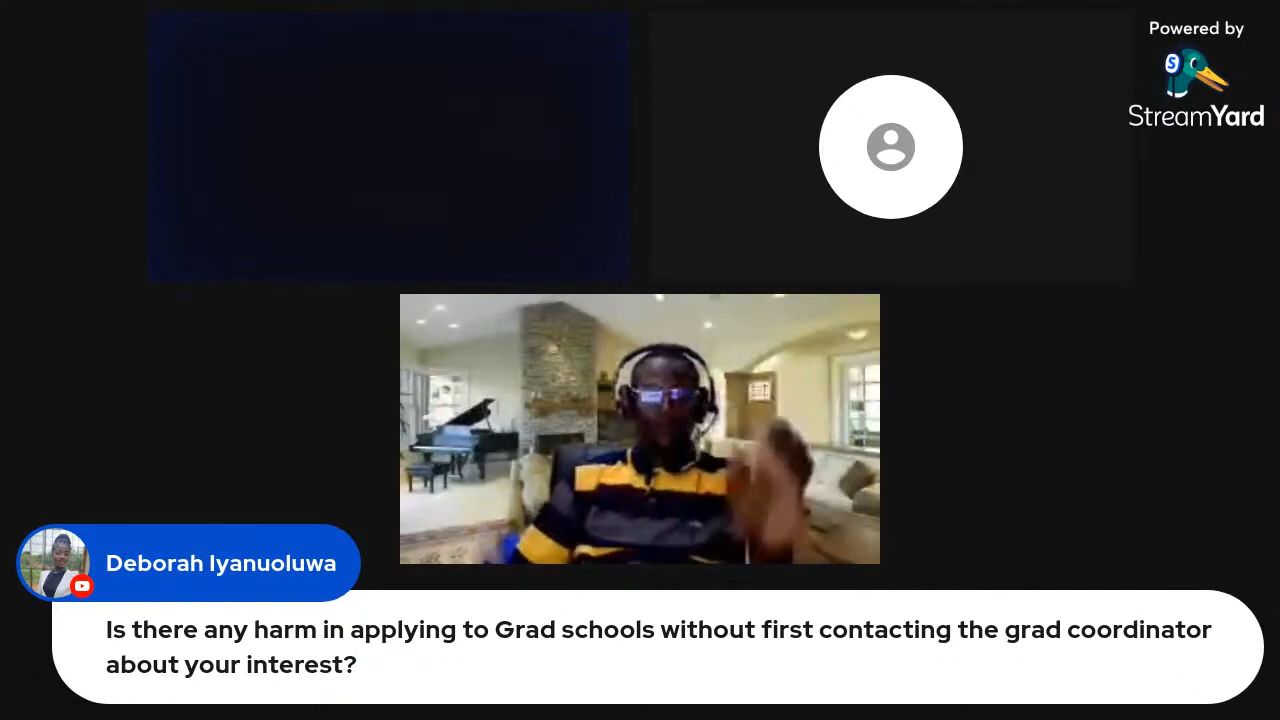 Powered by
S
StreamYard
Deborah Iyanuoluwa
Is there any harm in applying to Grad schools without first contacting the grad coordinator
about your interest?